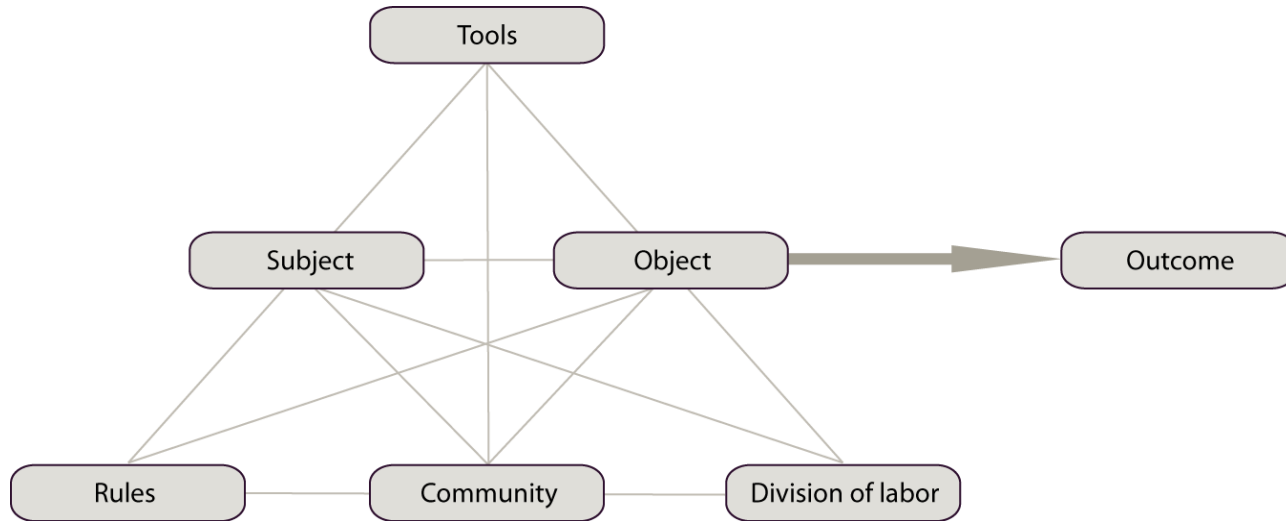 Tools
Subject
Object
Outcome
Rules
Community
Division of labor